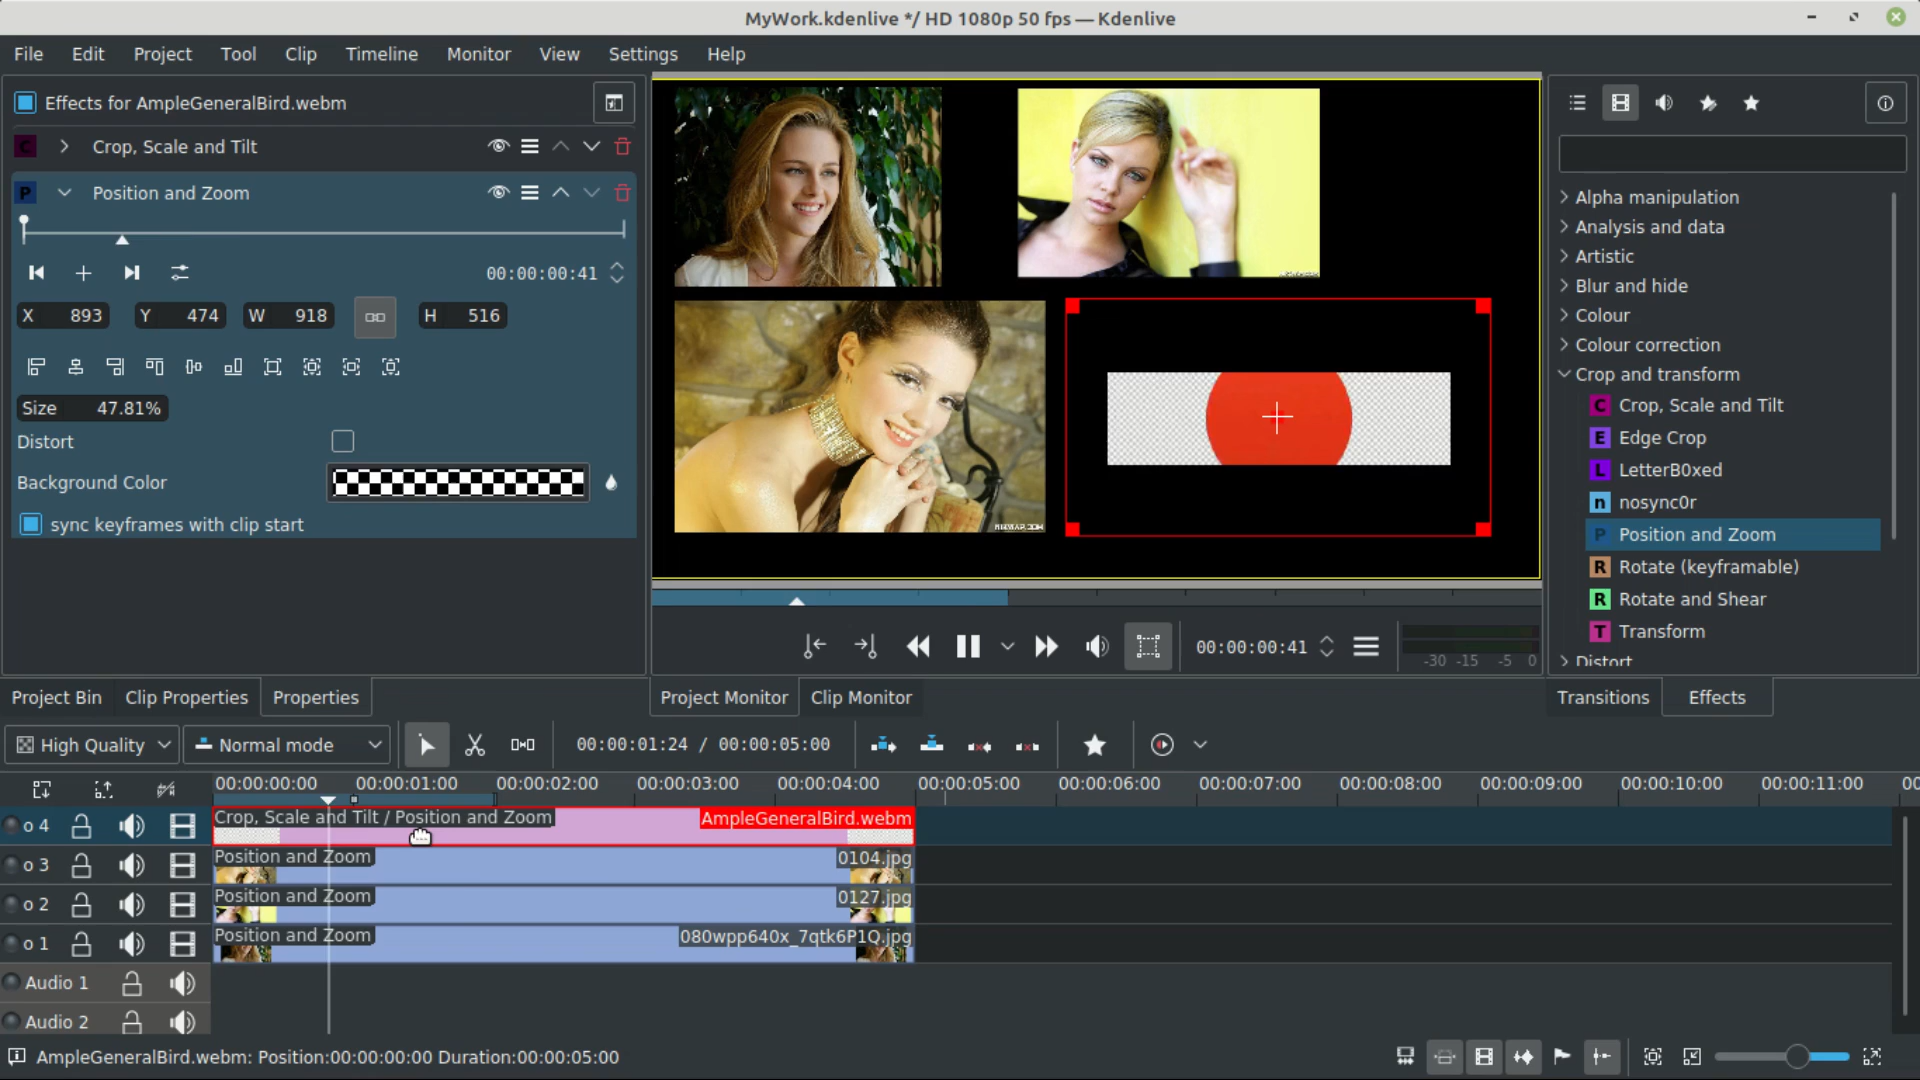 MyWork.kdenlive */ HD 1080p 50 fps — Kdenlive
File Edit Project Tool Clip Timeline Monitor View Settings Help
Effects for AmpleGeneralBird.webm
C Crop, Scale and Tilt
P Position and Zoom
00:00:00:41
X 893 Y 474 W 918 H 516
Size 47.81%
Distort
Background Color
sync keyframes with clip start
00:00:00:41
-30 -15 -5 0
Alpha manipulation
Analysis and data
Artistic
Blur and hide
Colour
Colour correction
Crop and transform
C Crop, Scale and Tilt
E Edge Crop
L LetterB0xed
n nosync0r
P Position and Zoom
R Rotate (keyframable)
R Rotate and Shear
T Transform
Distort
Project Bin Clip Properties Properties
Project Monitor Clip Monitor
Transitions Effects
High Quality Normal mode 00:00:01:24 / 00:00:05:00
00:00:00:00 00:00:01:00 00:00:02:00 00:00:03:00 00:00:04:00 00:00:05:00 00:00:06:00 00:00:07:00 00:00:08:00 00:00:09:00 00:00:10:00 00:00:11:00 00
o 4 Crop, Scale and Tilt / Position and Zoom AmpleGeneralBird.webm
o 3 Position and Zoom 0104.jpg
o 2 Position and Zoom 0127.jpg
o 1 Position and Zoom 080wpp640x_7qtk6P1Q.jpg
Audio 1
Audio 2
AmpleGeneralBird.webm: Position:00:00:00:00 Duration:00:00:05:00